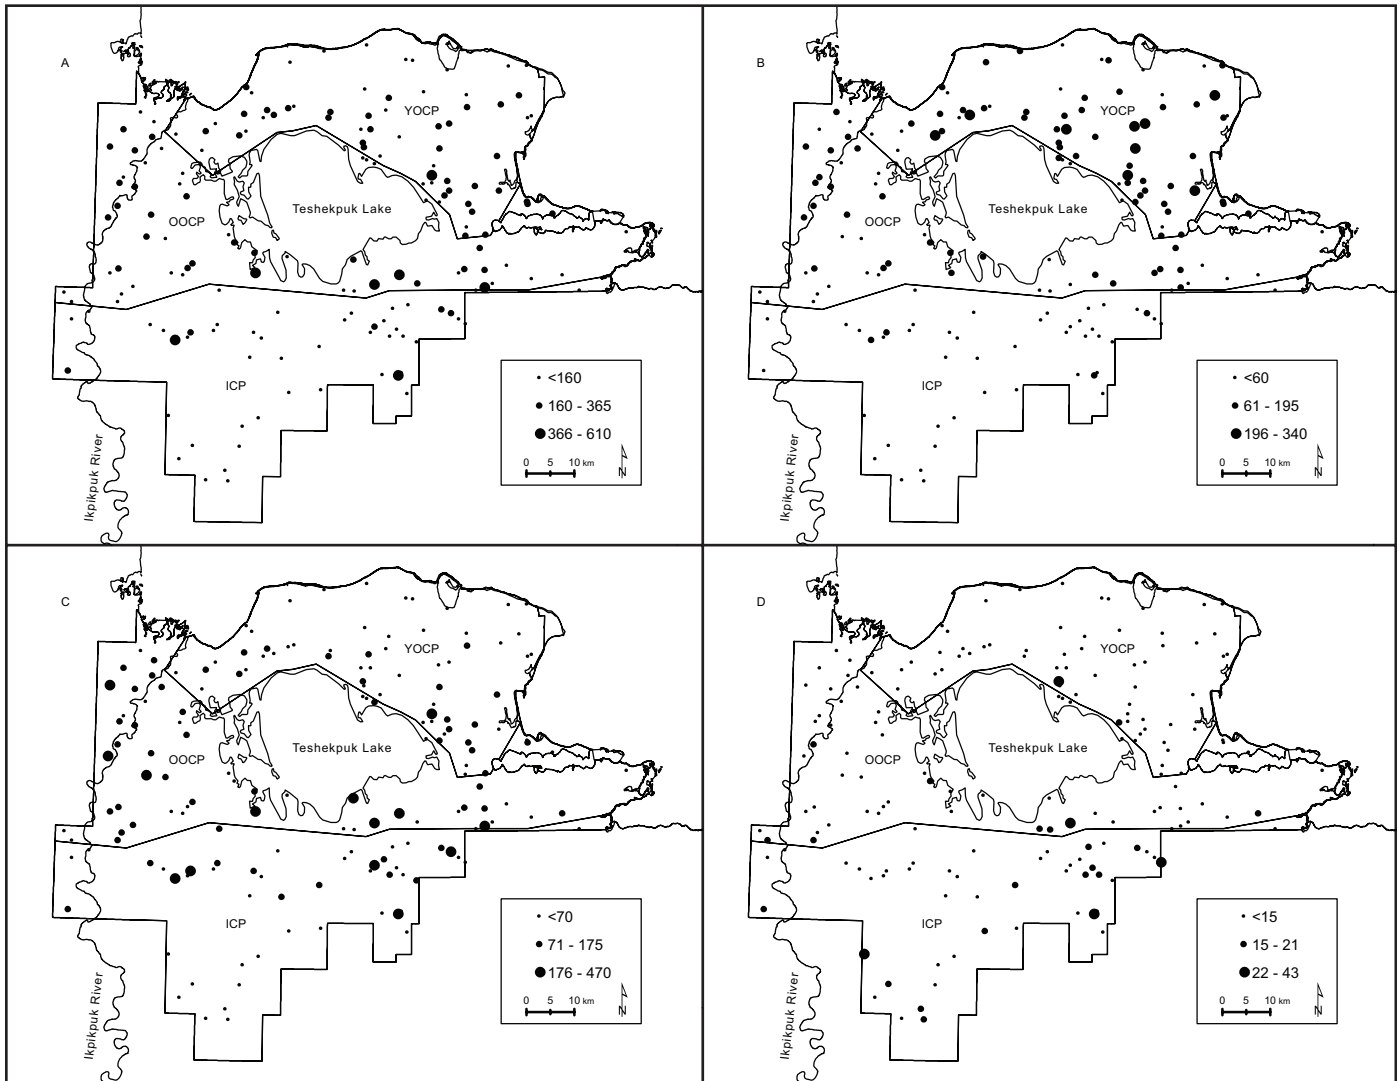 A
YOCP
Teshekpuk Lake
OOCP
ICP
Ikpikpuk River
<160
160 - 365
366 - 610
0 5 10 km
N
B
YOCP
Teshekpuk Lake
OOCP
ICP
Ikpikpuk River
<60
61 - 195
196 - 340
0 5 10 km
N
C
YOCP
Teshekpuk Lake
OOCP
ICP
Ikpikpuk River
<70
71 - 175
176 - 470
0 5 10 km
N
D
YOCP
Teshekpuk Lake
OOCP
ICP
Ikpikpuk River
<15
15 - 21
22 - 43
0 5 10 km
N